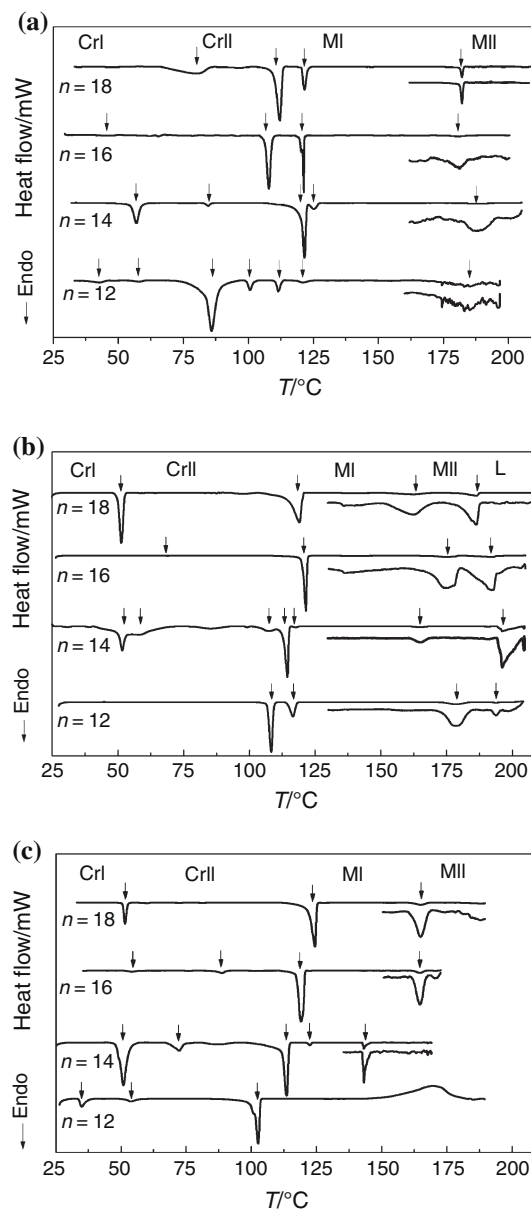 (a)
CrI CrII MI MII
n = 18
n = 16
n = 14
n = 12
Heat flow/mW
← Endo
25 50 75 100 125 150 175 200
T/°C
(b)
CrI CrII MI MII L
n = 18
n = 16
n = 14
n = 12
Heat flow/mW
← Endo
25 50 75 100 125 150 175 200
T/°C
(c)
CrI CrII MI MII
n = 18
n = 16
n = 14
n = 12
Heat flow/mW
← Endo
25 50 75 100 125 150 175 200
T/°C